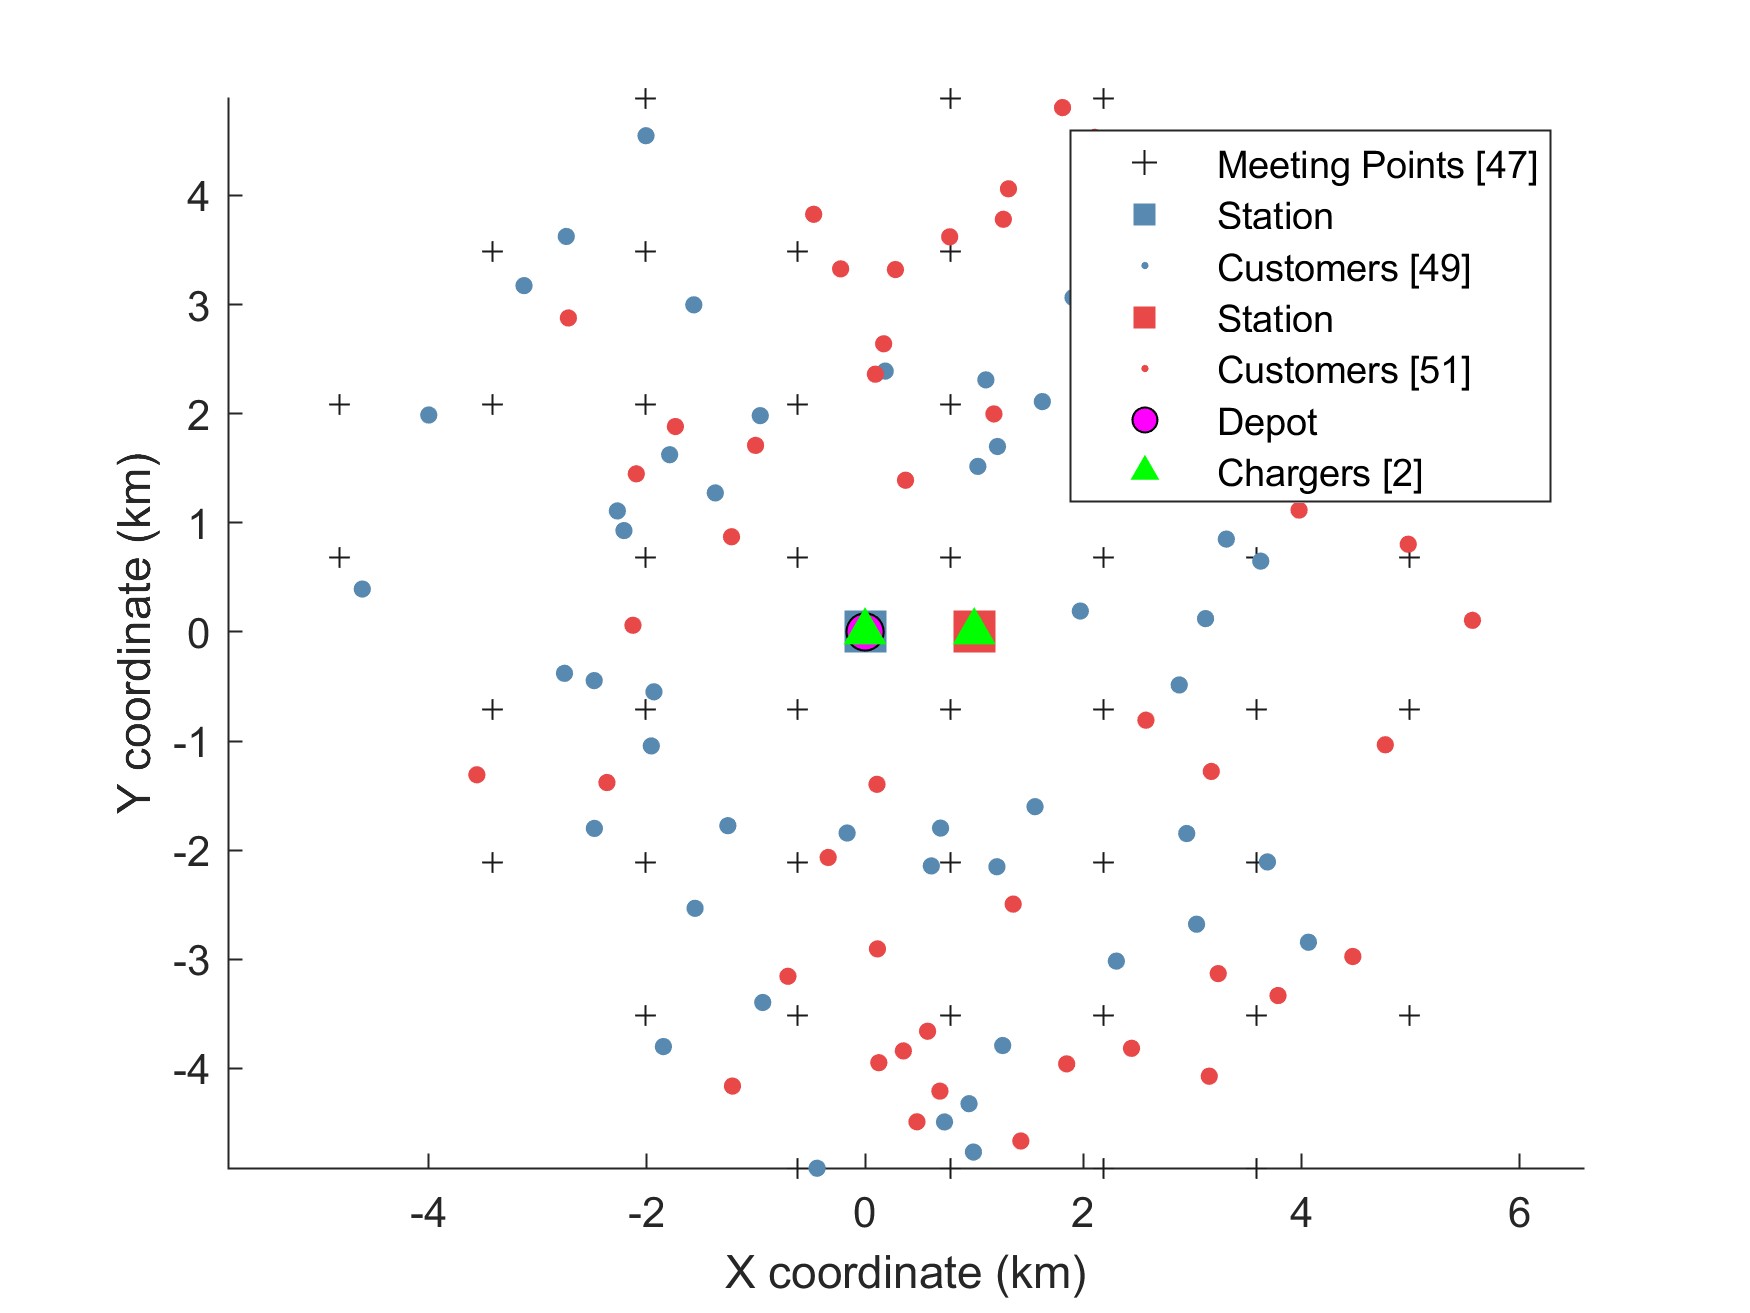 Meeting Points [47]
Station
Customers [49]
Station
Customers [51]
Depot
Chargers [2]
4
3
2
1
0
-1
-2
-3
-4
Y coordinate (km)
-4 -2 0 2 4 6
X coordinate (km)